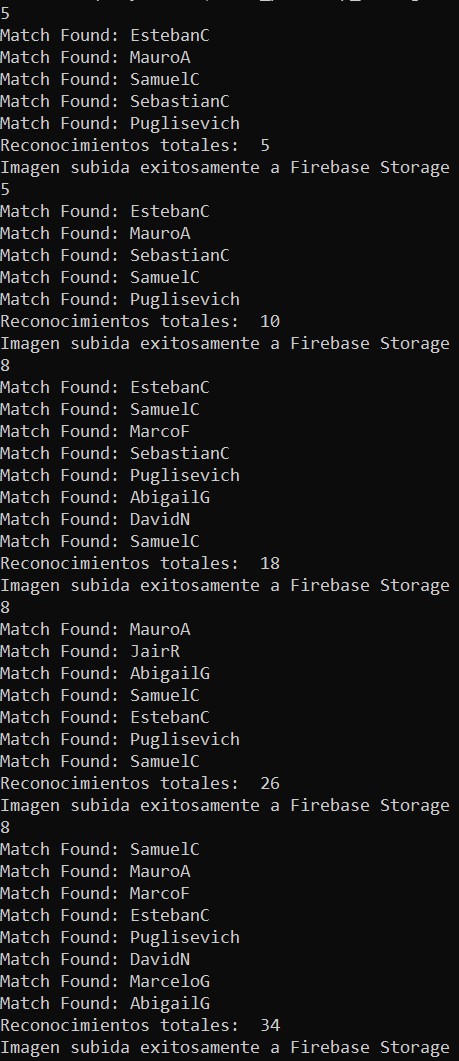 5
Match Found: EstebanC
Match Found: MauroA
Match Found: SamuelC
Match Found: SebastianC
Match Found: Puglisevich
Reconocimientos totales:  5
Imagen subida exitosamente a Firebase Storage
5
Match Found: EstebanC
Match Found: MauroA
Match Found: SebastianC
Match Found: SamuelC
Match Found: Puglisevich
Reconocimientos totales:  10
Imagen subida exitosamente a Firebase Storage
8
Match Found: EstebanC
Match Found: SamuelC
Match Found: MarcoF
Match Found: SebastianC
Match Found: Puglisevich
Match Found: AbigailG
Match Found: DavidN
Match Found: SamuelC
Reconocimientos totales:  18
Imagen subida exitosamente a Firebase Storage
8
Match Found: MauroA
Match Found: JairR
Match Found: AbigailG
Match Found: SamuelC
Match Found: EstebanC
Match Found: Puglisevich
Match Found: SamuelC
Reconocimientos totales:  26
Imagen subida exitosamente a Firebase Storage
8
Match Found: SamuelC
Match Found: MauroA
Match Found: MarcoF
Match Found: EstebanC
Match Found: Puglisevich
Match Found: DavidN
Match Found: MarceloG
Match Found: AbigailG
Reconocimientos totales:  34
Imagen subida exitosamente a Firebase Storage